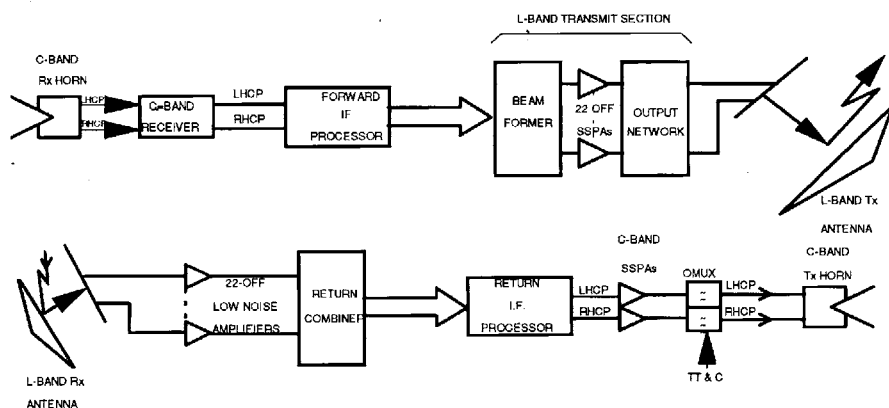 L-BAND TRANSMIT SECTION
C-BAND
Rx HORN
LHCP
RHCP
C-BAND
RECEIVER
LHCP
RHCP
FORWARD
IF
PROCESSOR
BEAM
FORMER
22 OFF
SSPAs
OUTPUT
NETWORK
L-BAND Tx
ANTENNA
L-BAND Rx
ANTENNA
22-OFF
LOW NOISE
AMPLIFIERS
RETURN
COMBINER
RETURN
I.F.
PROCESSOR
LHCP
RHCP
C-BAND
SSPAs
OMUX
TT & C
LHCP
RHCP
C-BAND
Tx HORN